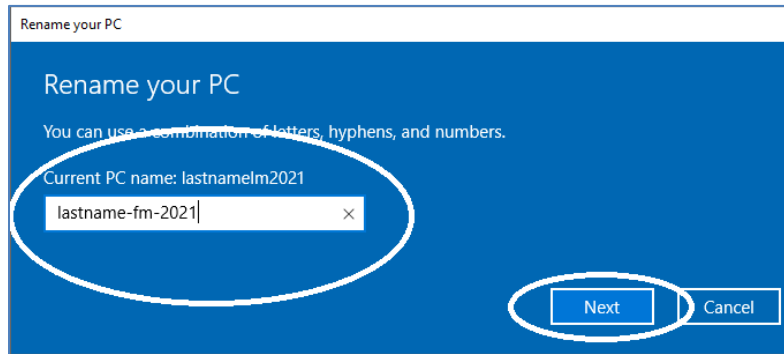 Rename your PC
Rename your PC
You can use a combination of letters, hyphens, and numbers.
Current PC name: lastnamelm2021
lastname-fm-2021
Next
Cancel